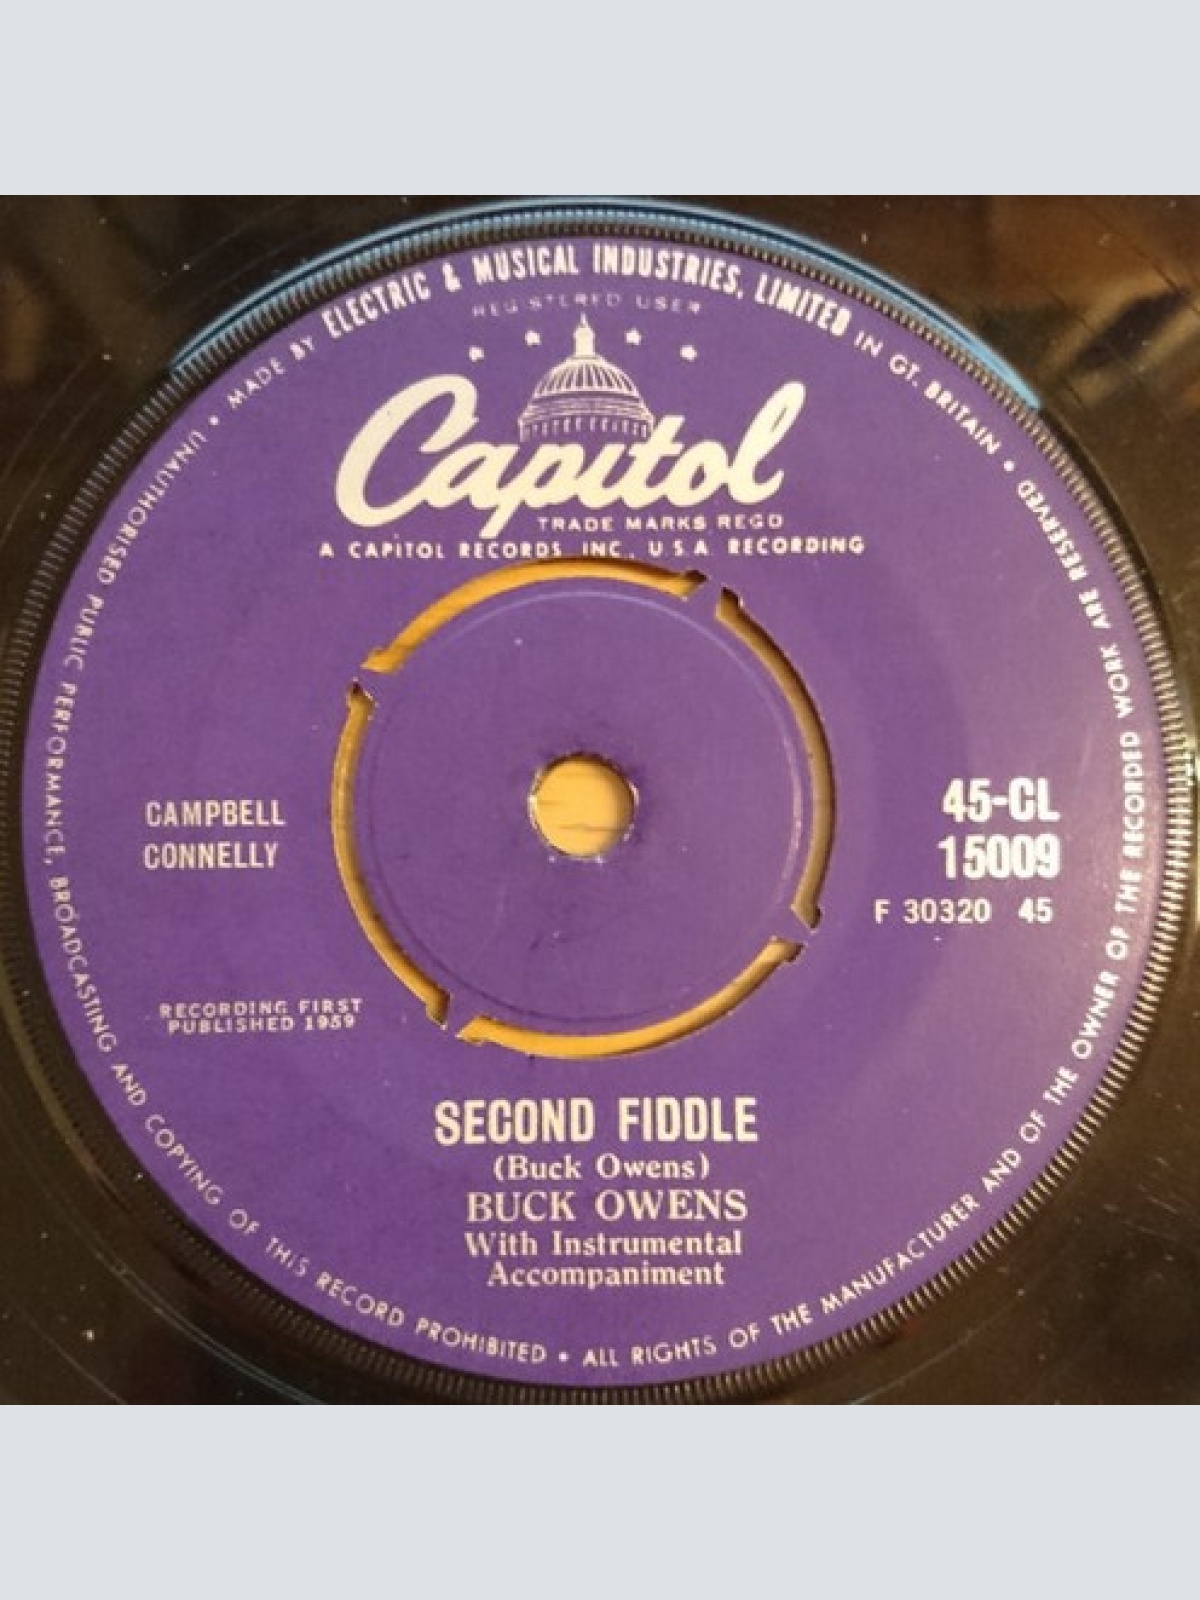 MADE BY ELECTRIC & MUSICAL INDUSTRIES, LIMITED IN GT. BRITAIN •
REGISTERED USER
Capitol
TRADE MARKS REGD
A CAPITOL RECORDS, INC., U.S.A. RECORDING
CAMPBELL
CONNELLY
45-CL
15009
F 30320 45
RECORDING FIRST
PUBLISHED 1959
SECOND FIDDLE
(Buck Owens)
BUCK OWENS
With Instrumental
Accompaniment
ALL RIGHTS OF THE MANUFACTURER AND OF THE OWNER OF THE RECORDED WORK ARE RESERVED •
UNAUTHORISED PUBLIC PERFORMANCE, BROADCASTING AND COPYING OF THIS RECORD PROHIBITED •